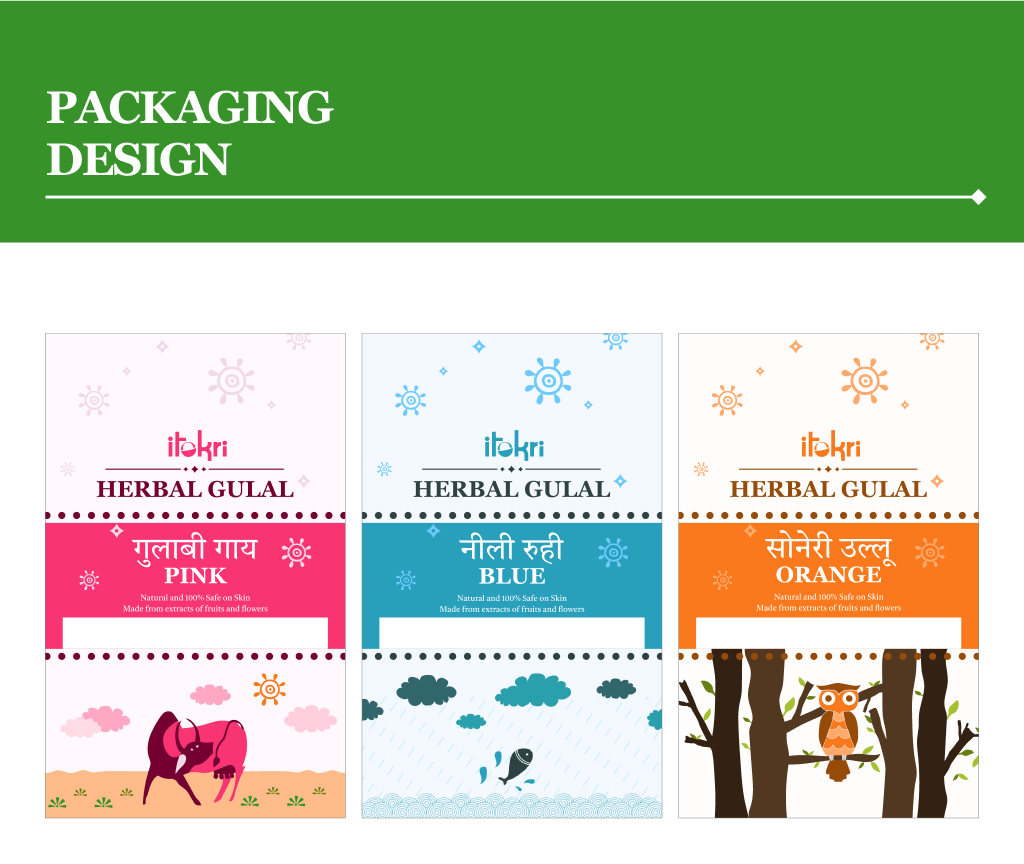 PACKAGING
DESIGN
itokri
HERBAL GULAL
गुलाबी गाय
PINK
Natural and 100% Safe on Skin
Made from extracts of fruits and flowers
itokri
HERBAL GULAL
नीली रुही
BLUE
Natural and 100% Safe on Skin
Made from extracts of fruits and flowers
itokri
HERBAL GULAL
सोनेरी उल्लू
ORANGE
Natural and 100% Safe on Skin
Made from extracts of fruits and flowers